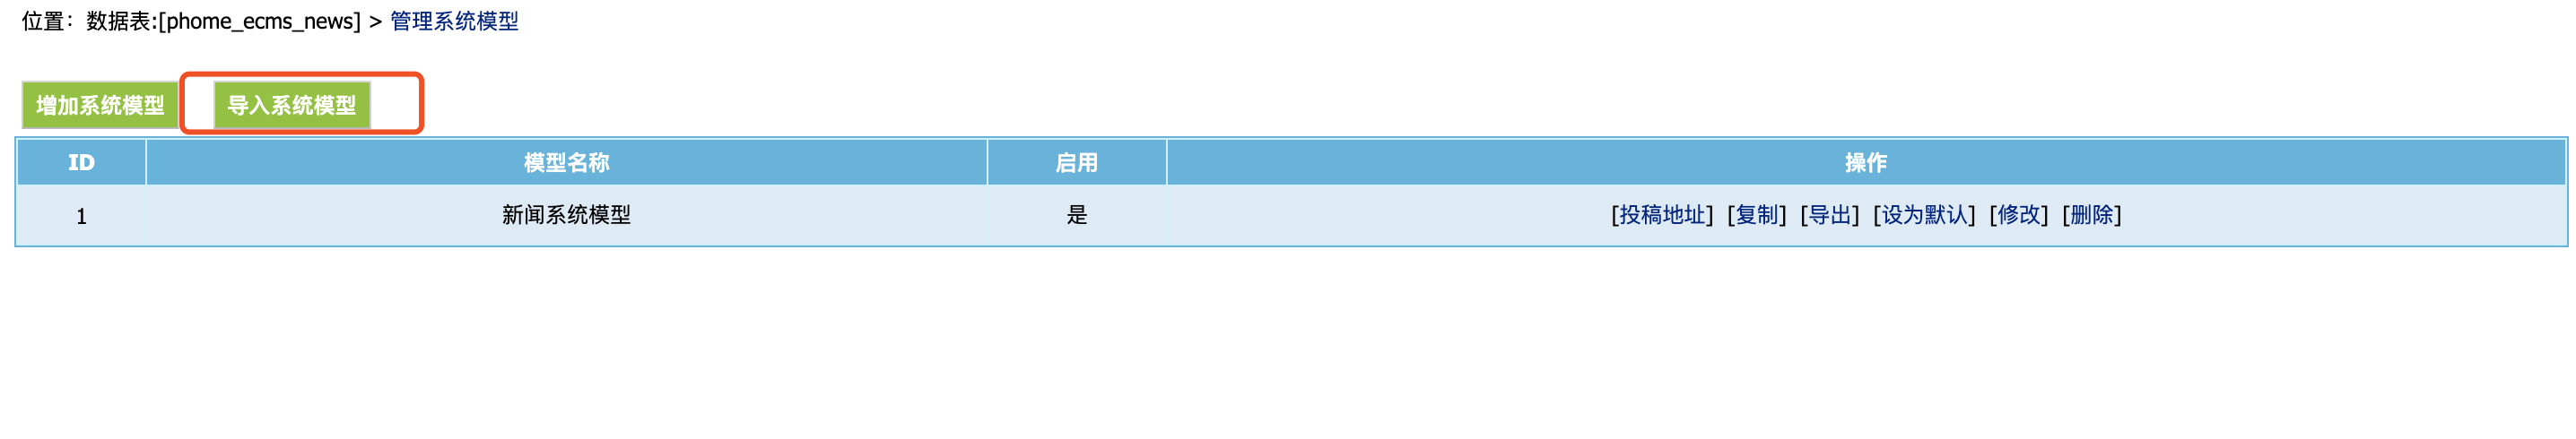 位置：数据表:[phome_ecms_news] > 管理系统模型
增加系统模型 导入系统模型
ID 模型名称 启用 操作
1 新闻系统模型 是 [投稿地址] [复制] [导出] [设为默认] [修改] [删除]